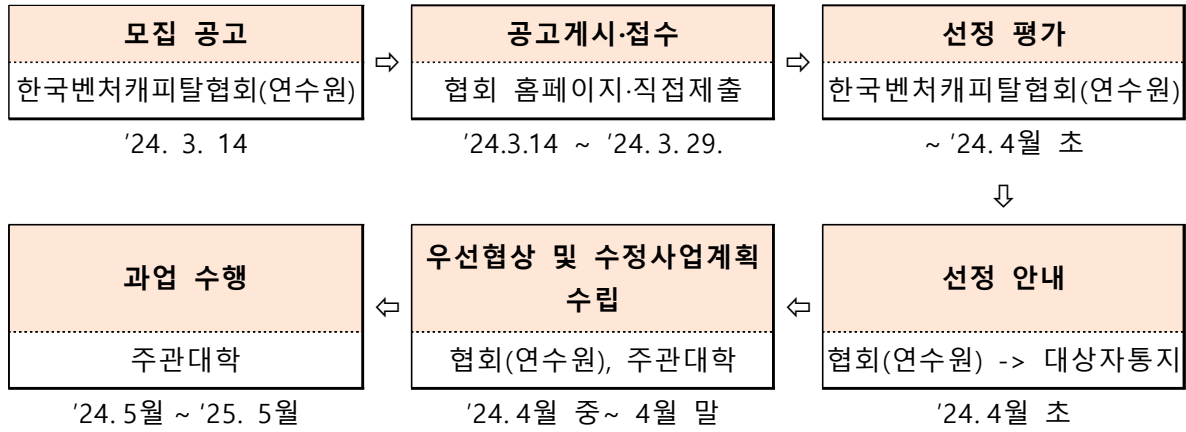 모집 공고
한국벤처캐피탈협회(연수원)
'24. 3. 14
⇨
공고게시·접수
협회 홈페이지·직접제출
'24.3.14 ~ '24. 3. 29.
⇨
선정 평가
한국벤처캐피탈협회(연수원)
~ '24. 4월 초
⇩
선정 안내
협회(연수원) -> 대상자통지
'24. 4월 초
⇦
우선협상 및 수정사업계획
수립
협회(연수원), 주관대학
'24. 4월 중~ 4월 말
⇦
과업 수행
주관대학
'24. 5월 ~ '25. 5월